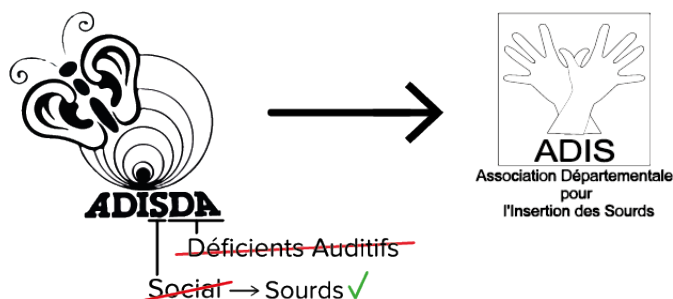 ADISDA
Déficients Auditifs
Social → Sourds ✓
ADIS
Association Départementale
pour
l'Insertion des Sourds